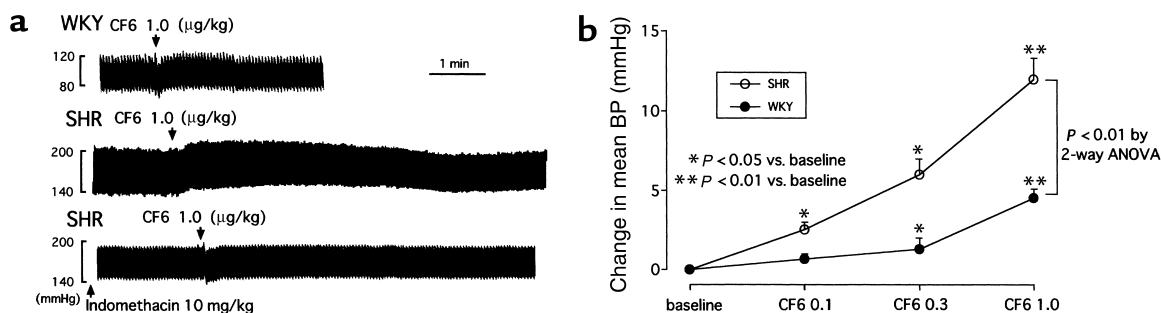 a
WKY CF6 1.0 (μg/kg)
120
80
1 min
SHR CF6 1.0 (μg/kg)
200
140
SHR CF6 1.0 (μg/kg)
200
140
(mmHg)
Indomethacin 10 mg/kg
b
Change in mean BP (mmHg)
15
10
5
0
SHR
WKY
* P < 0.05 vs. baseline
** P < 0.01 vs. baseline
*
*
**
*
**
P < 0.01 by
2-way ANOVA
baseline CF6 0.1 CF6 0.3 CF6 1.0